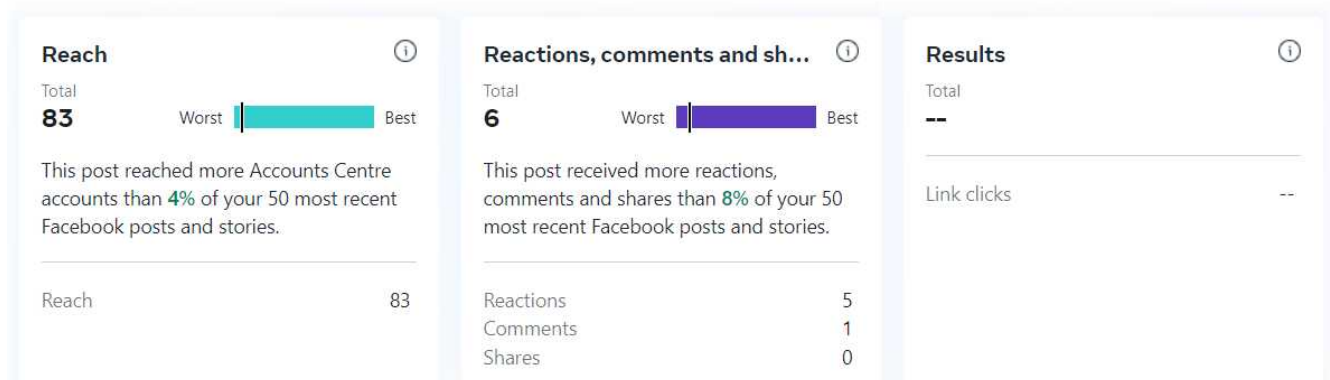 Reach
Total
83
Worst
Best
This post reached more Accounts Centre
accounts than 4% of your 50 most recent
Facebook posts and stories.
Reach 83
Reactions, comments and sh...
Total
6
Worst
Best
This post received more reactions,
comments and shares than 8% of your 50
most recent Facebook posts and stories.
Reactions 5
Comments 1
Shares 0
Results
Total
--
Link clicks --